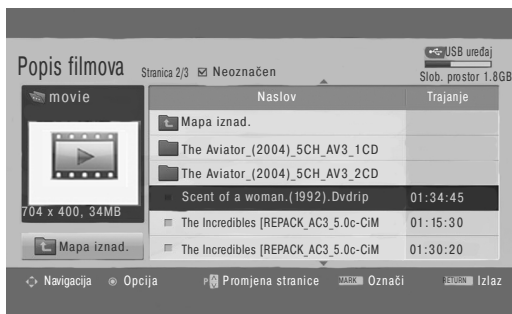 USB uređaj
Popis filmova Stranica 2/3 Neoznačen Slob. prostor 1.8GB
movie
Naslov Trajanje
Mapa iznad.
The Aviator_(2004)_5CH_AV3_1CD
The Aviator_(2004)_5CH_AV3_2CD
Scent of a woman.(1992).Dvdrip 01:34:45
704 x 400, 34MB
The Incredibles [REPACK_AC3_5.0c-CiM 01:15:30
Mapa iznad.
The Incredibles [REPACK_AC3_5.0c-CiM 01:30:20
Navigacija Opcija P Promjena stranice MARK Označi RETURN Izlaz